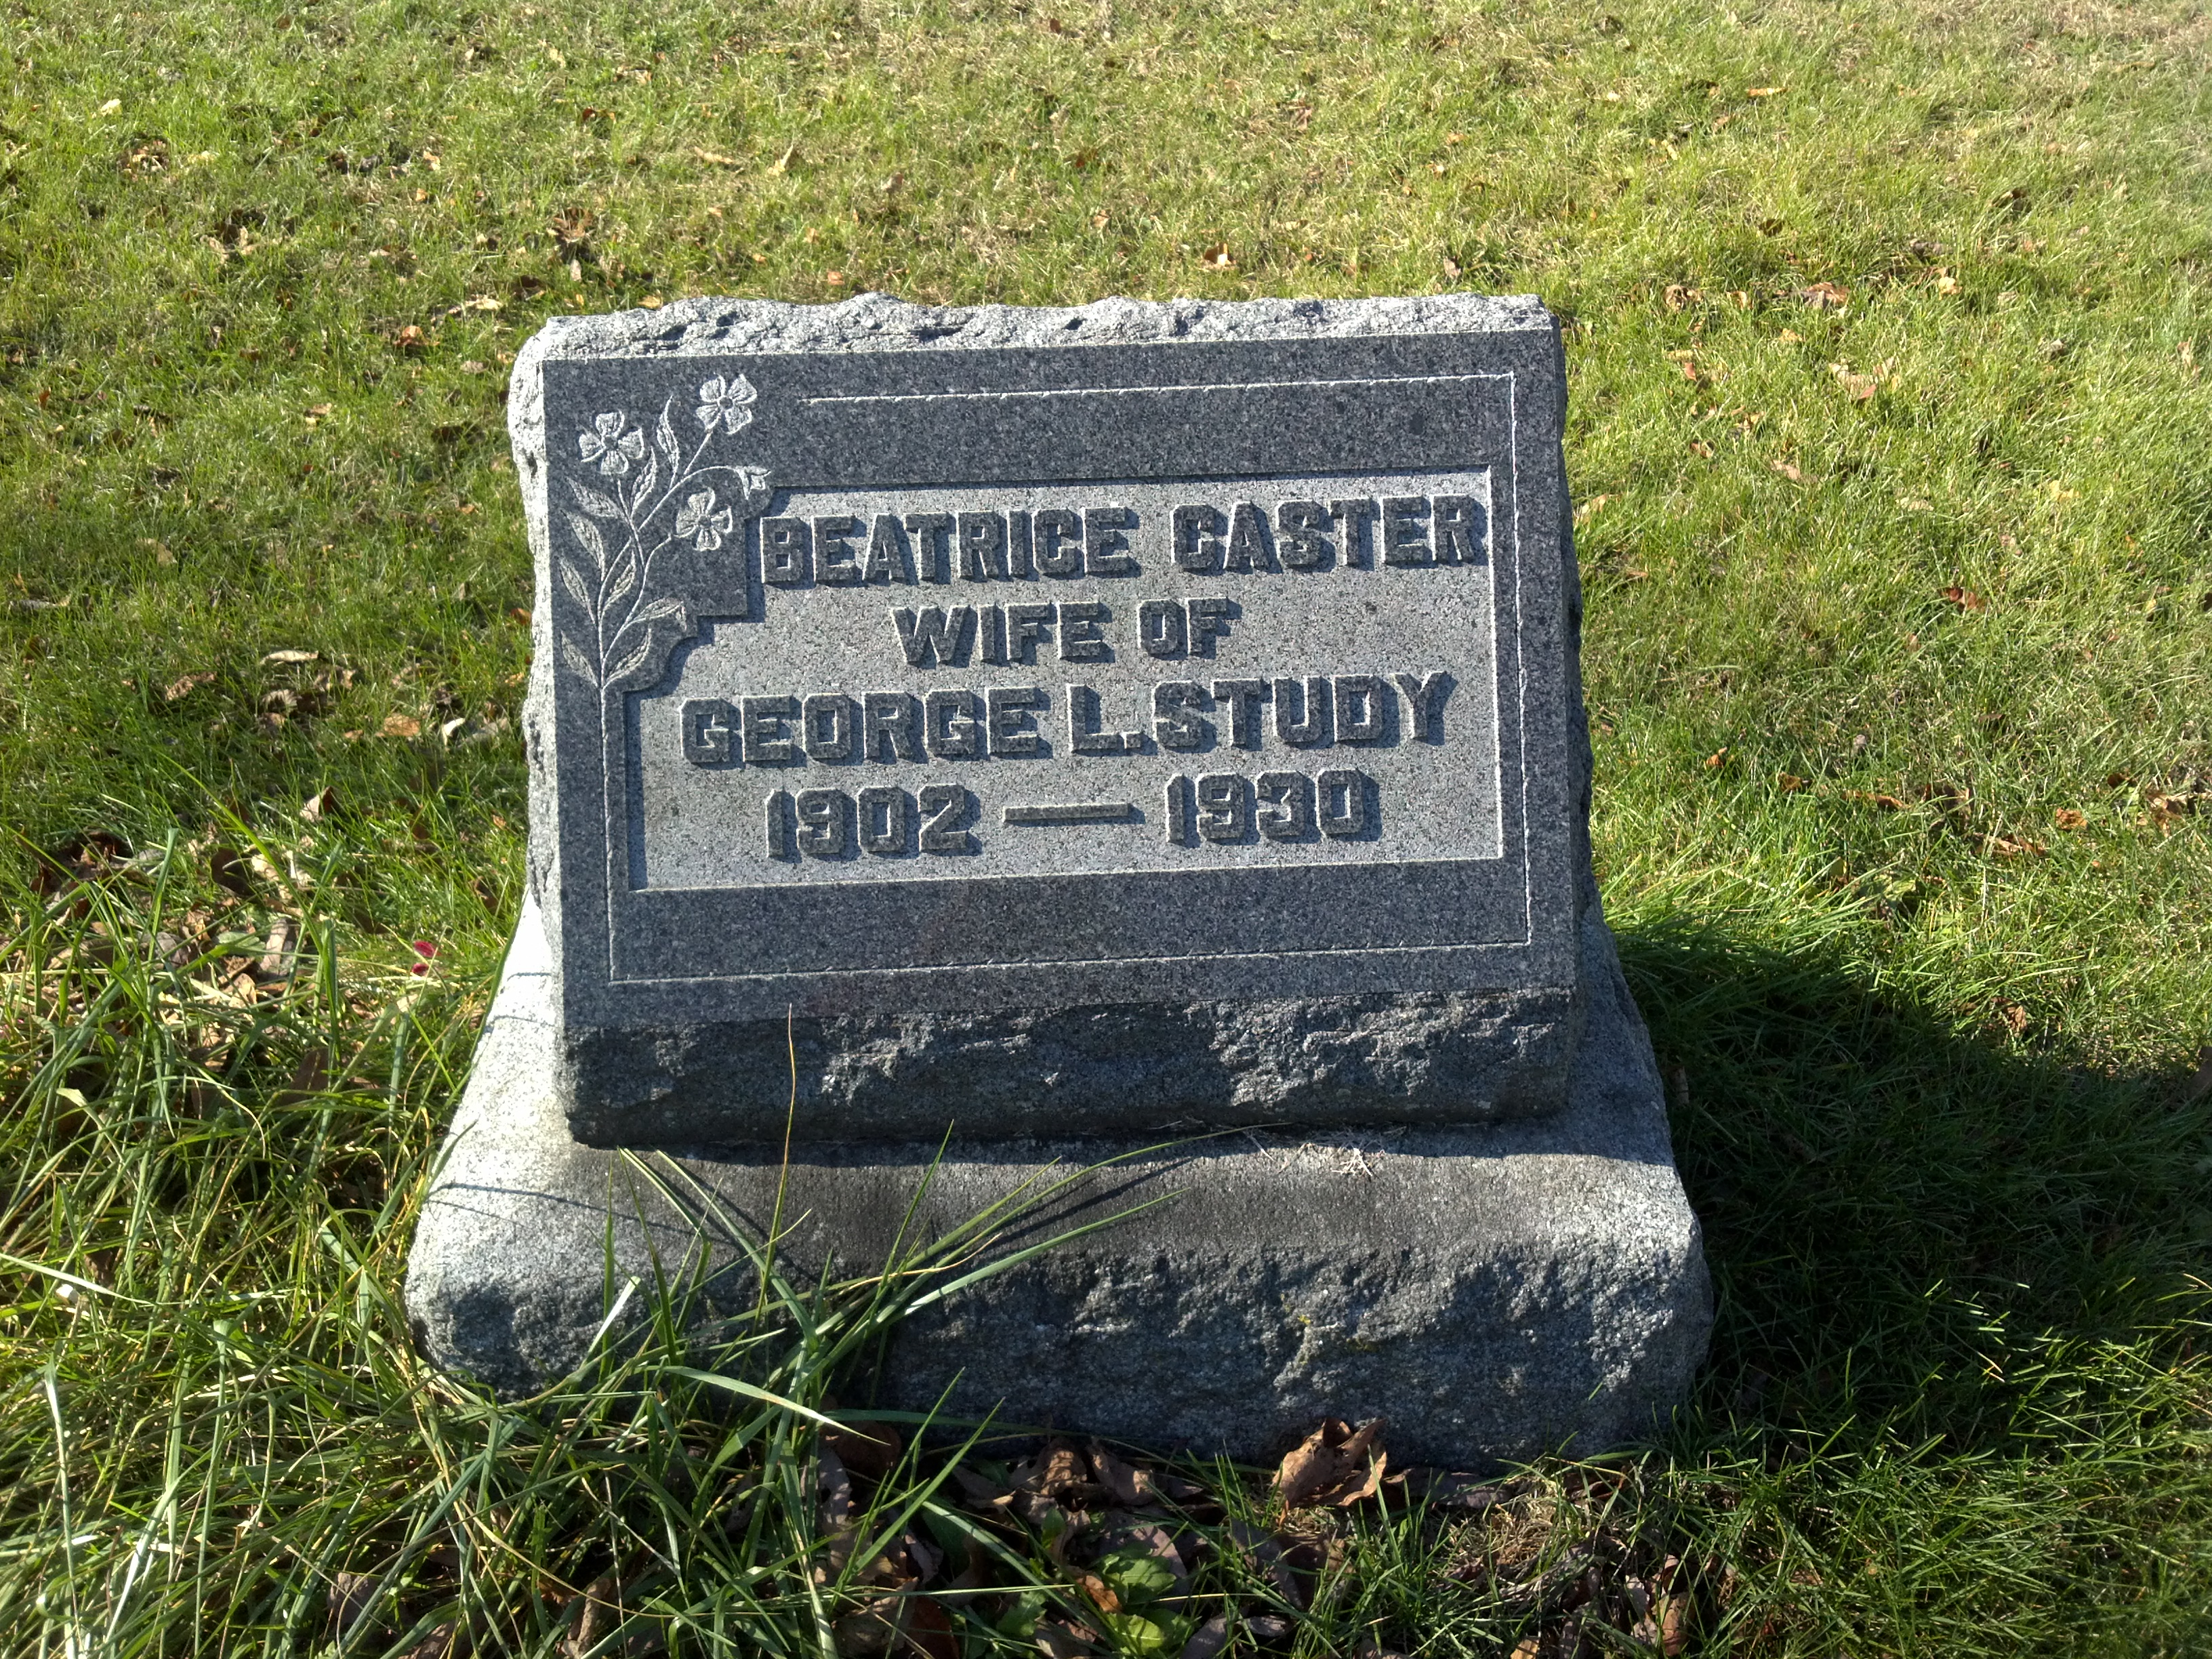 BEATRICE CASTER
WIFE OF
GEORGE L. STUDY
1902 — 1930